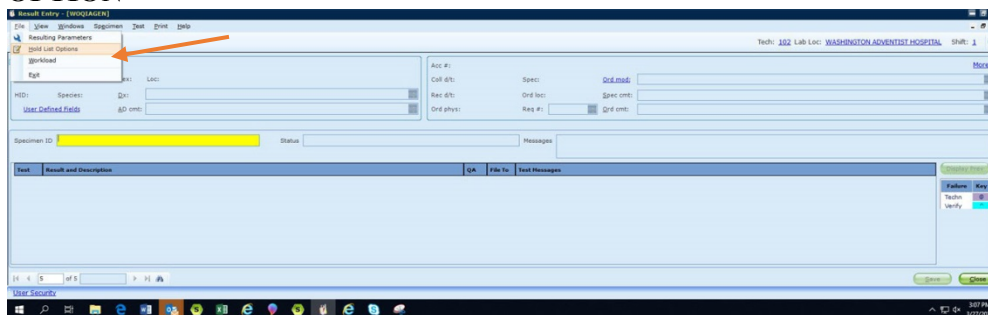 OPTION
Result Entry - [WOQIAGEN]
File View Windows Specimen Test Print Help
Resulting Parameters
Hold List Options
Workload
Exit
Tech: 102 Lab Loc: WASHINGTON ADVENTIST HOSPITAL Shift: 1
Acc #: More
Sex: Loc: Coll d/t: Spec: Ord mod:
HID: Species: Dx: Rec d/t: Ord loc: Spec cmt:
User Defined Fields AO cmt: Ord phys: Req #: Ord cmt:
Specimen ID Status Messages
Test Result and Description QA File To Test Messages
Display Prev
Failure Key
Techn @
Verify
5 of 5
Save Close
User Security
3:07 PM